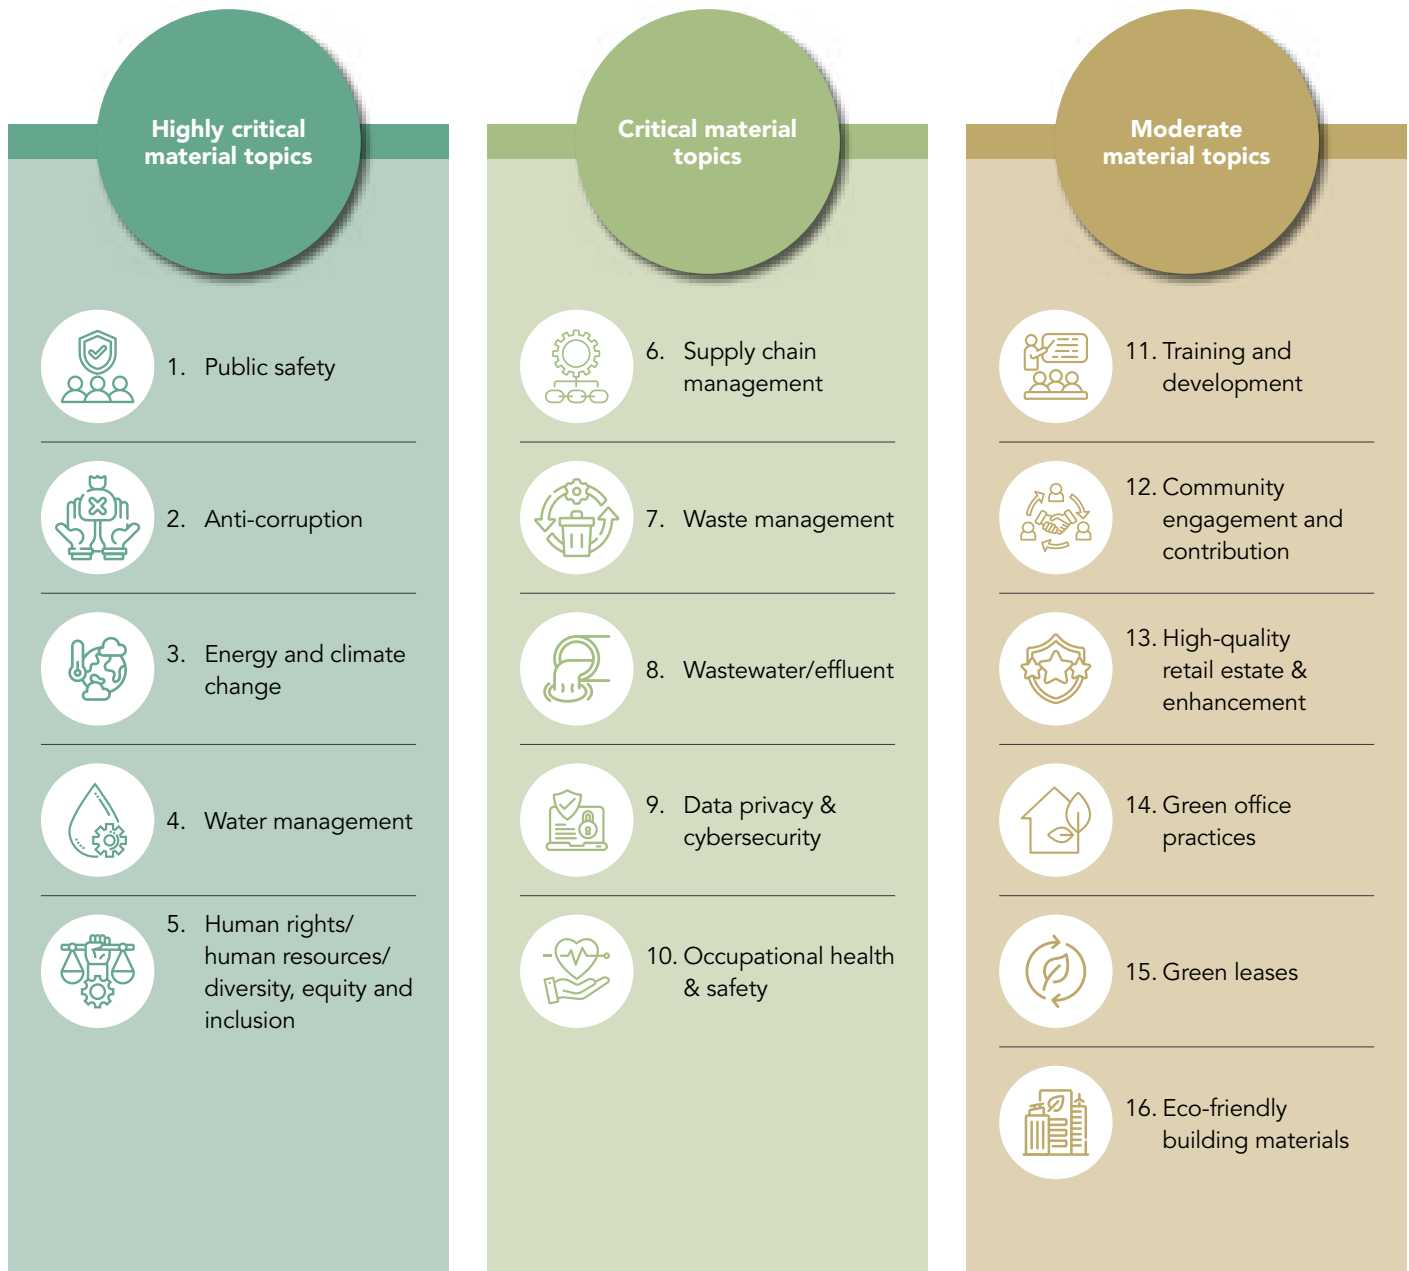 Highly critical
material topics
1. Public safety
2. Anti-corruption
3. Energy and climate
change
4. Water management
5. Human rights/
human resources/
diversity, equity and
inclusion
Critical material
topics
6. Supply chain
management
7. Waste management
8. Wastewater/effluent
9. Data privacy &
cybersecurity
10. Occupational health
& safety
Moderate
material topics
11. Training and
development
12. Community
engagement and
contribution
13. High-quality
retail estate &
enhancement
14. Green office
practices
15. Green leases
16. Eco-friendly
building materials